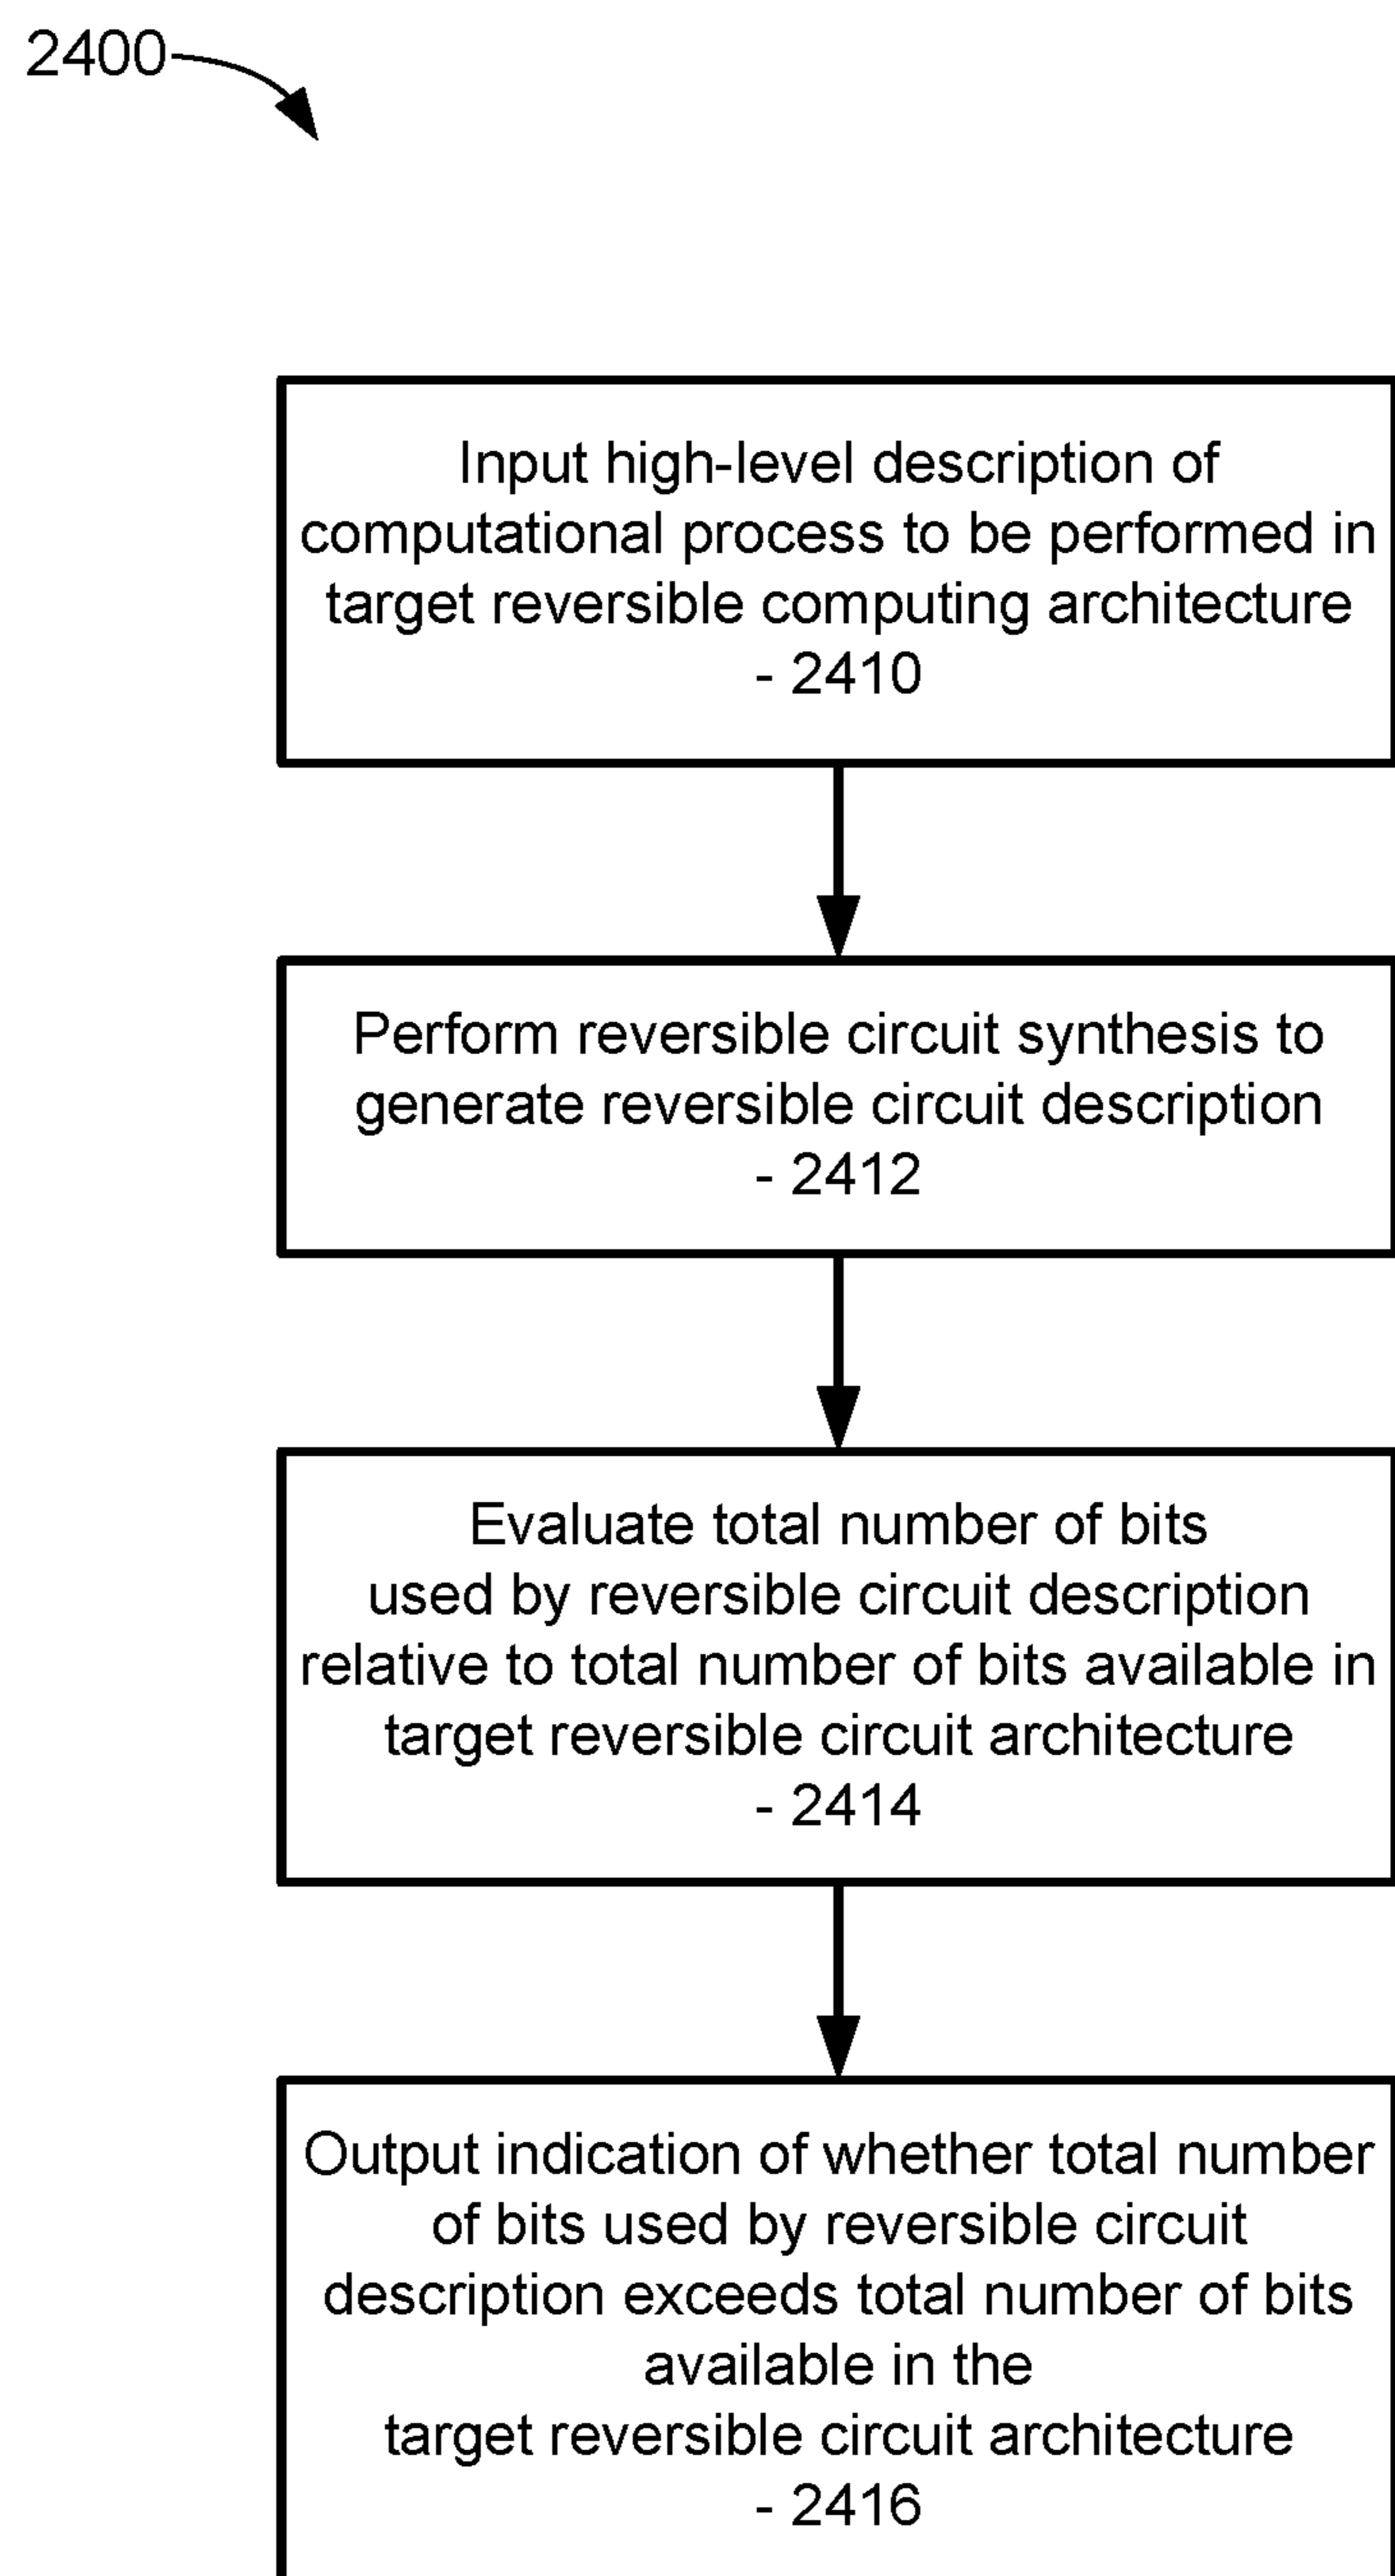 2400
Input high-level description of
computational process to be performed in
target reversible computing architecture
- 2410
Perform reversible circuit synthesis to
generate reversible circuit description
- 2412
Evaluate total number of bits
used by reversible circuit description
relative to total number of bits available in
target reversible circuit architecture
- 2414
Output indication of whether total number
of bits used by reversible circuit
description exceeds total number of bits
available in the
target reversible circuit architecture
- 2416